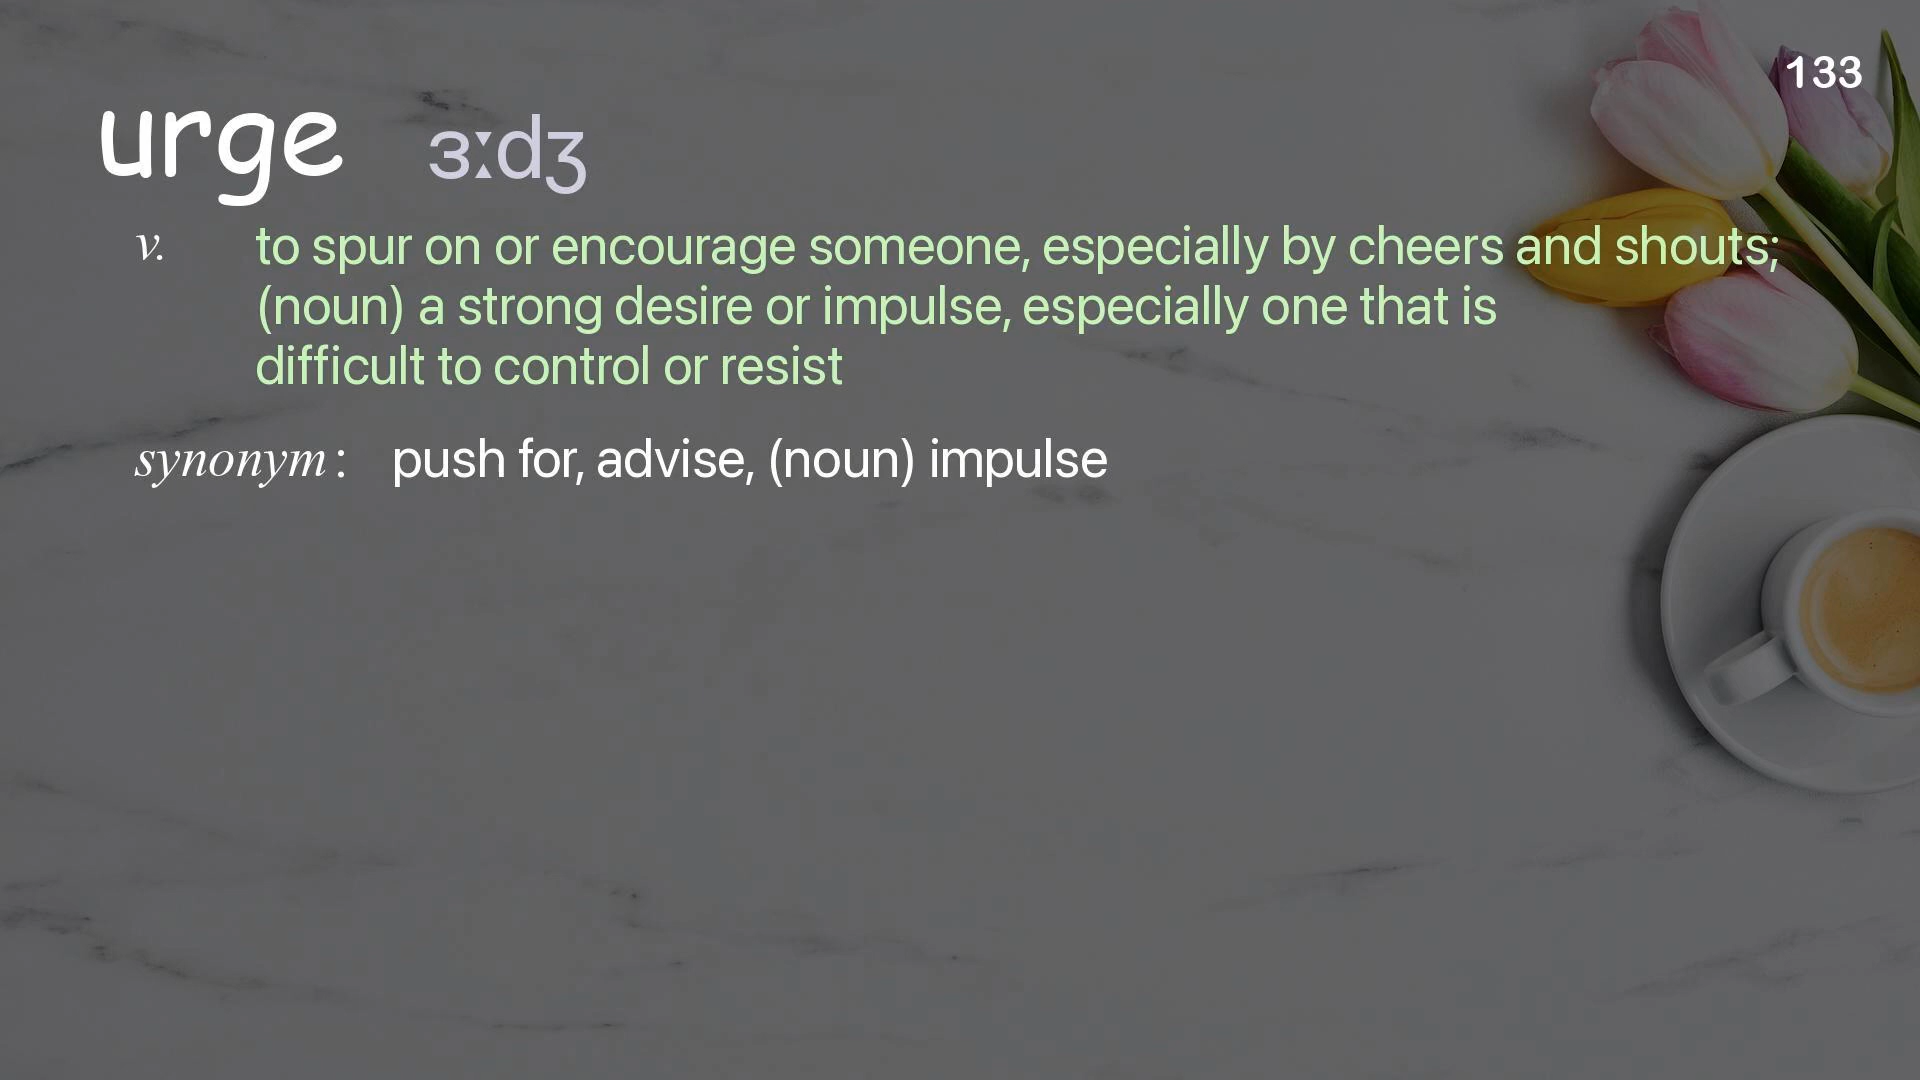 133
urge ɜːdʒ
v. to spur on or encourage someone, especially by cheers and shouts;
(noun) a strong desire or impulse, especially one that is
difficult to control or resist
synonym: push for, advise, (noun) impulse